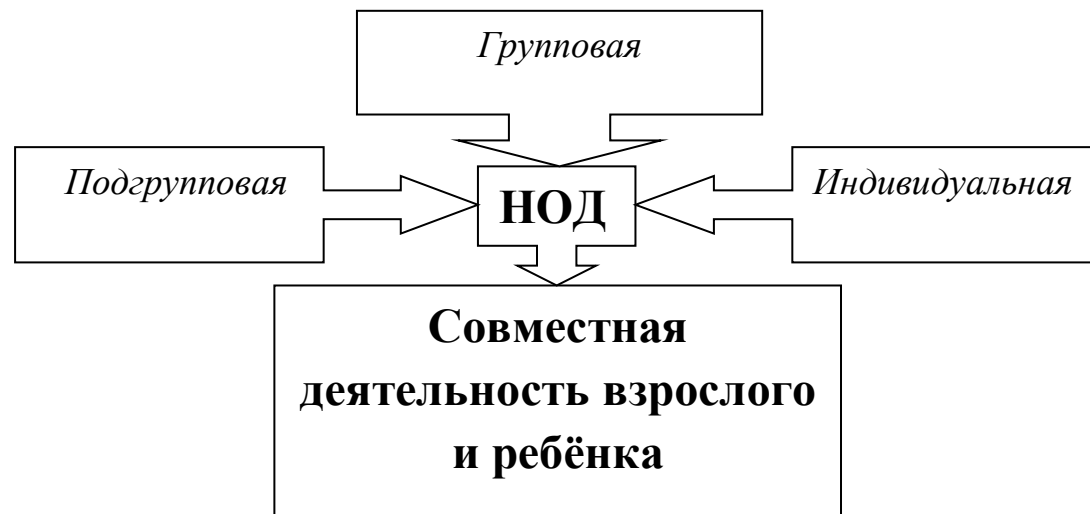 Групповая
Подгрупповая
НОД
Индивидуальная
Совместная
деятельность взрослого
и ребёнка